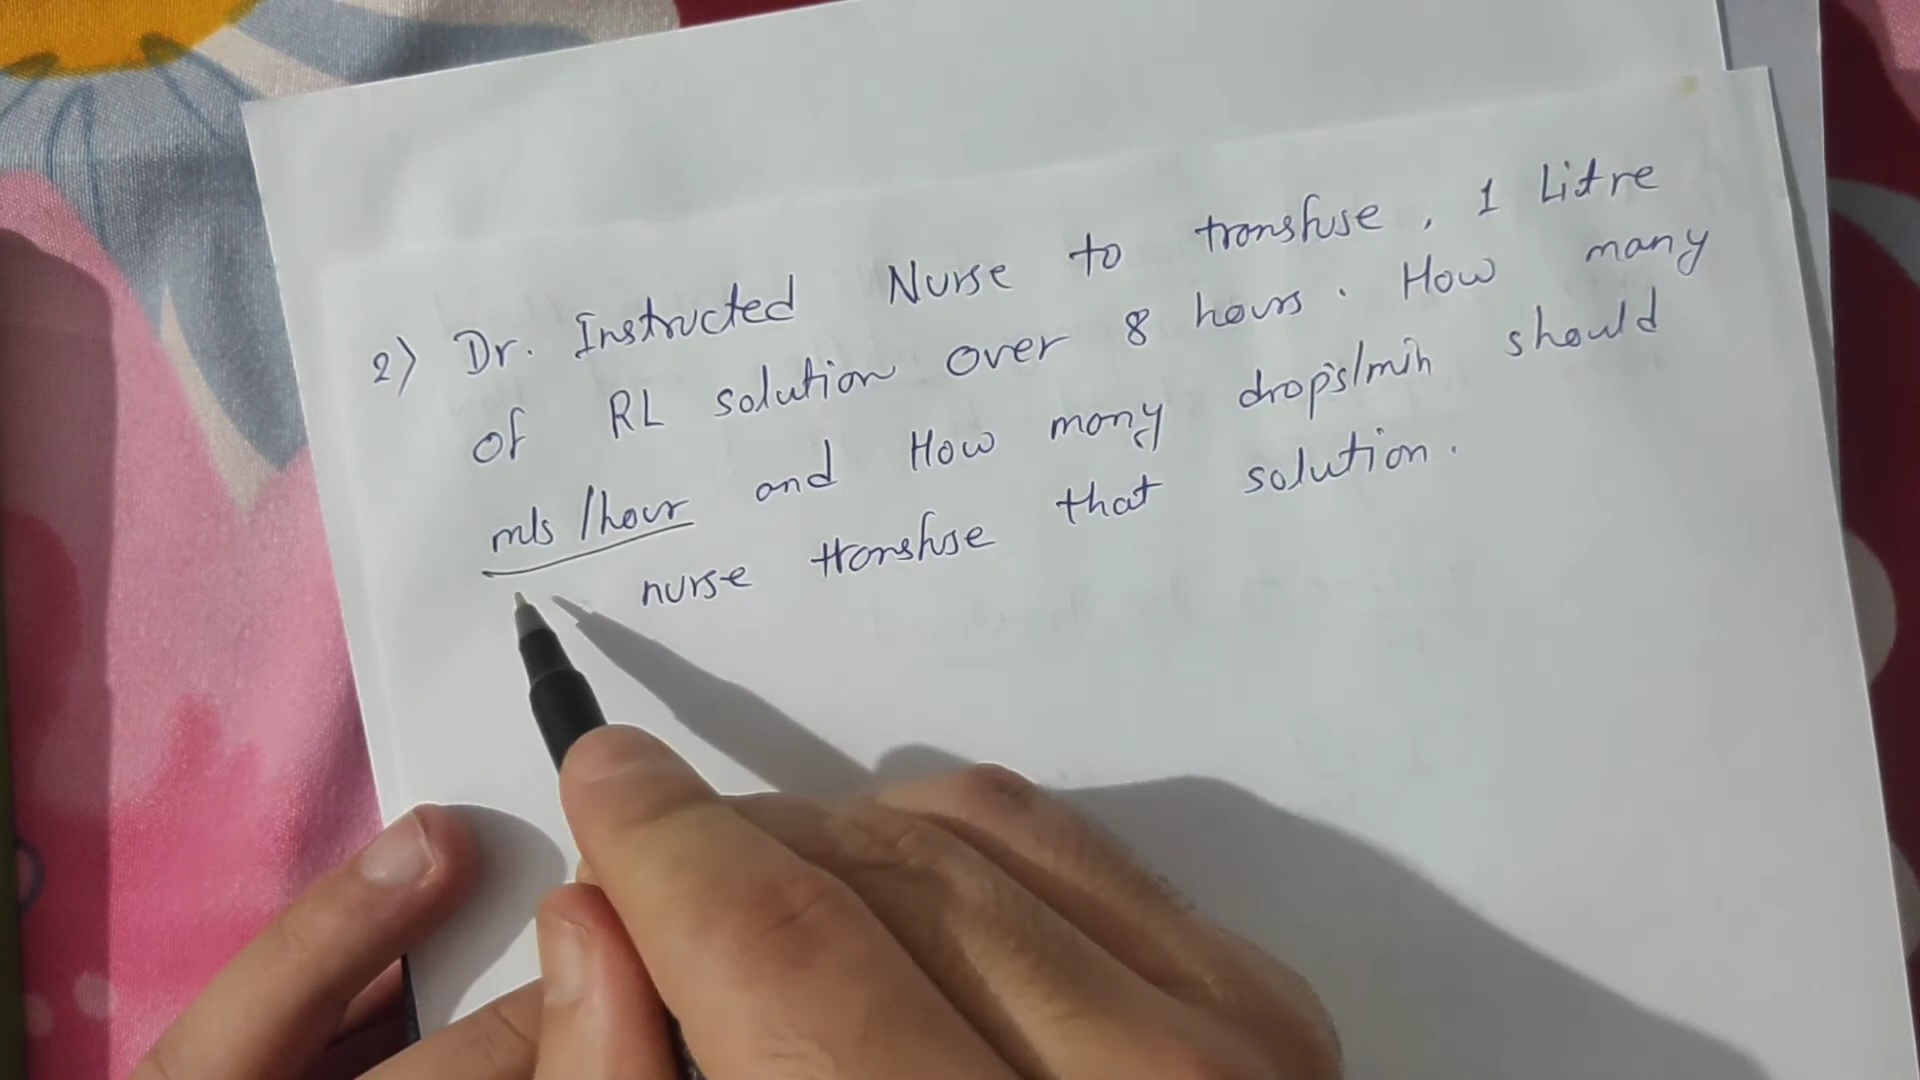 2) Dr. Instructed Nurse to transfuse, 1 Litre
of RL solution over 8 hours. How many
mls/hour and How many drops/min should
nurse transfuse that solution.